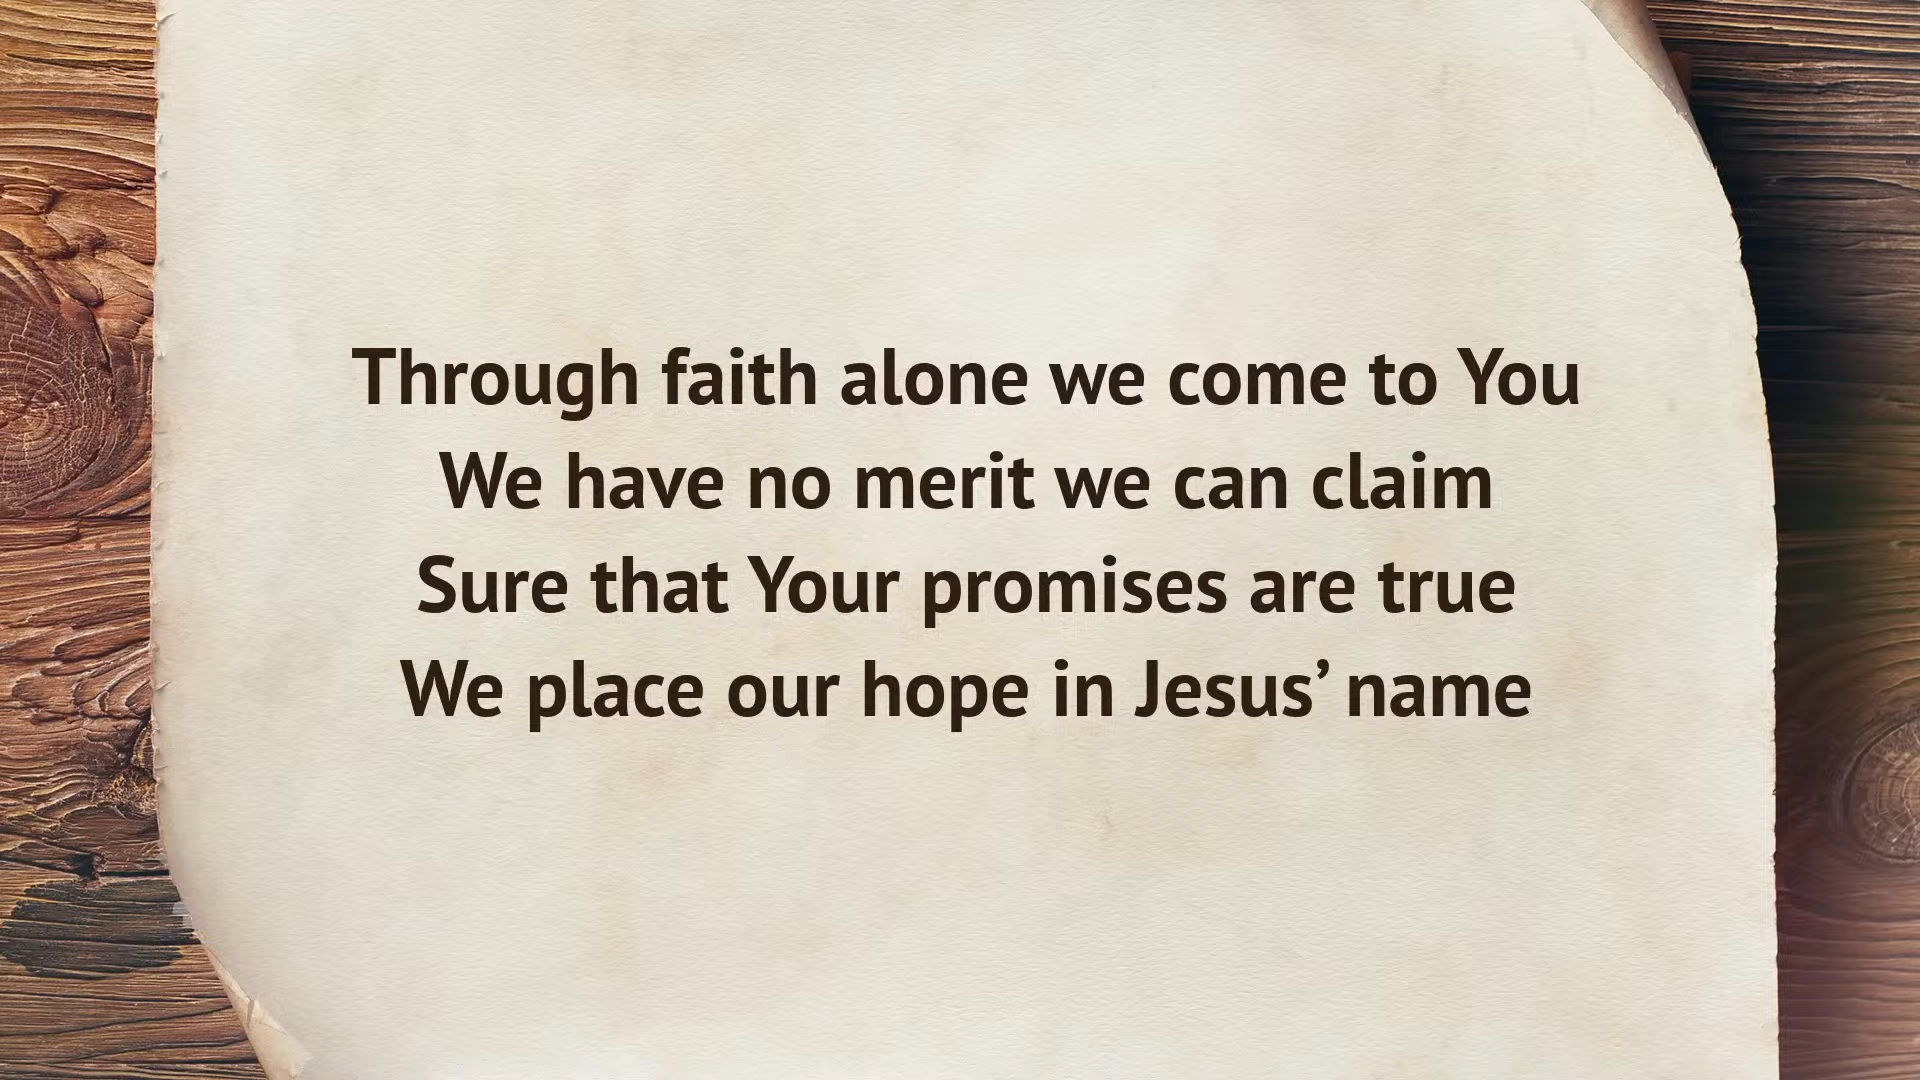 Through faith alone we come to You
We have no merit we can claim
Sure that Your promises are true
We place our hope in Jesus’ name